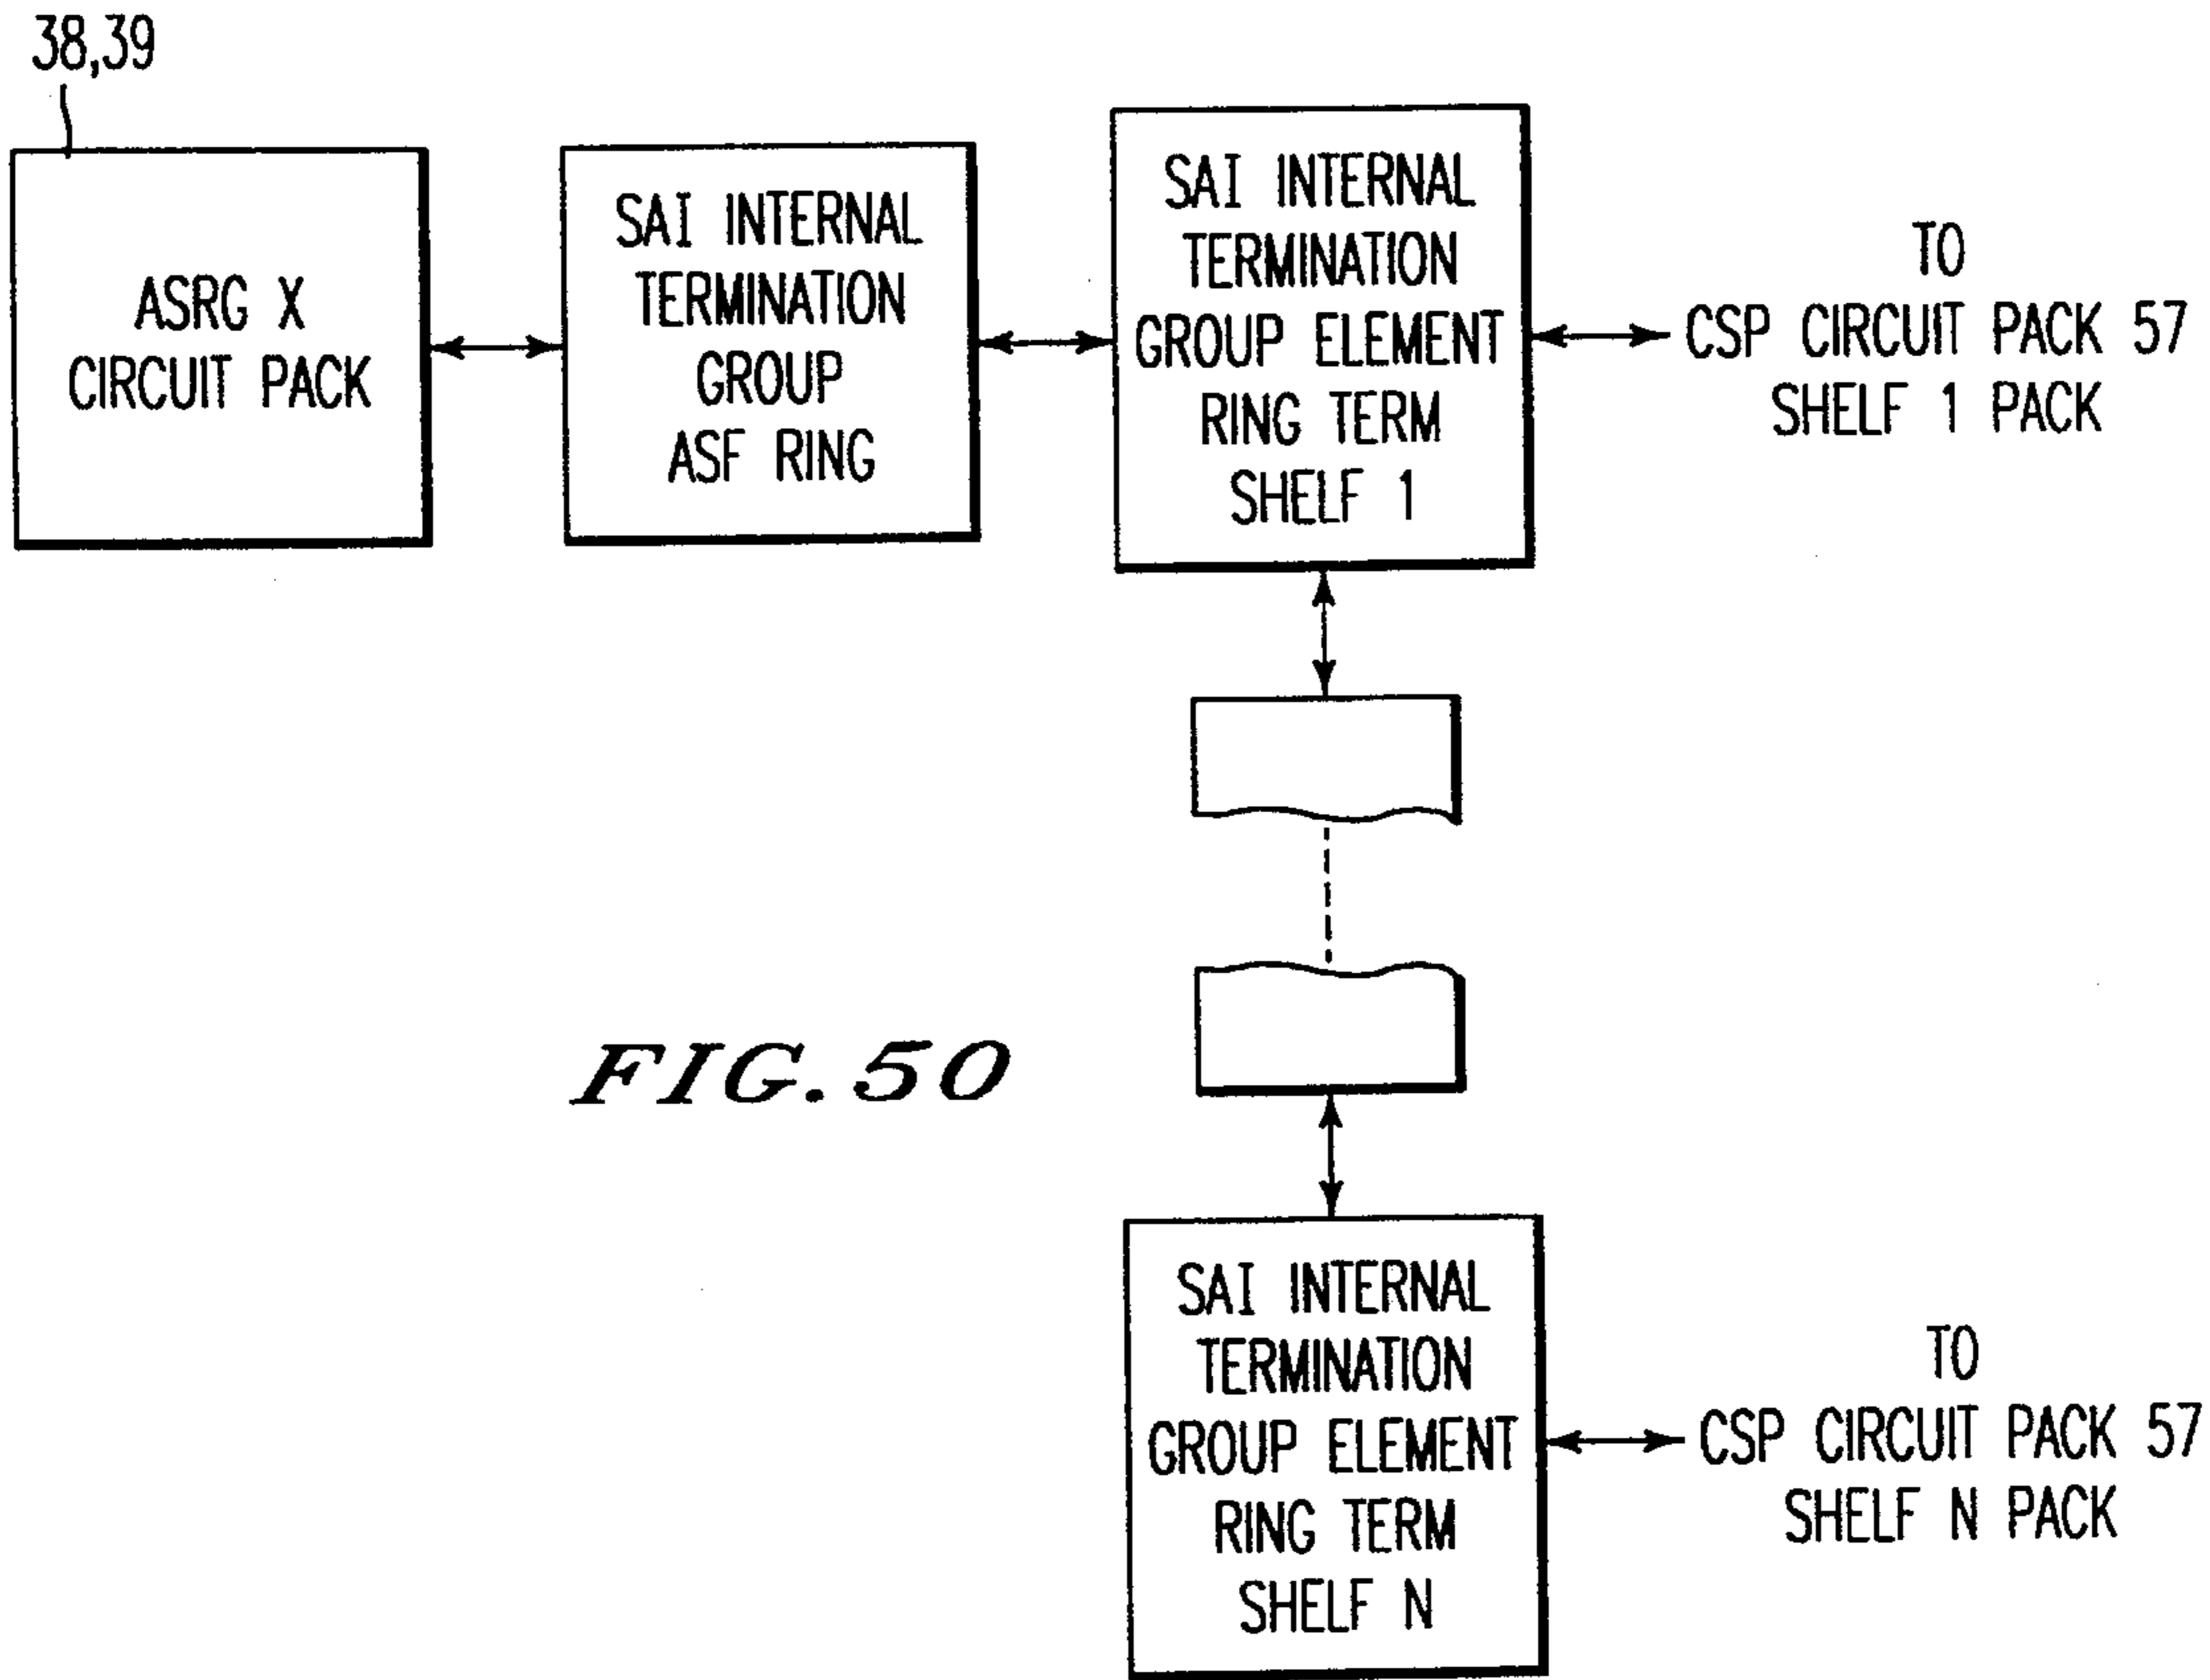 38,39
ASRG X
CIRCUIT PACK
SAI INTERNAL
TERMINATION
GROUP
ASF RING
SAI INTERNAL
TERMINATION
GROUP ELEMENT
RING TERM
SHELF 1
TO
CSP CIRCUIT PACK 57
SHELF 1 PACK
FIG. 50
SAI INTERNAL
TERMINATION
GROUP ELEMENT
RING TERM
SHELF N
TO
CSP CIRCUIT PACK 57
SHELF N PACK